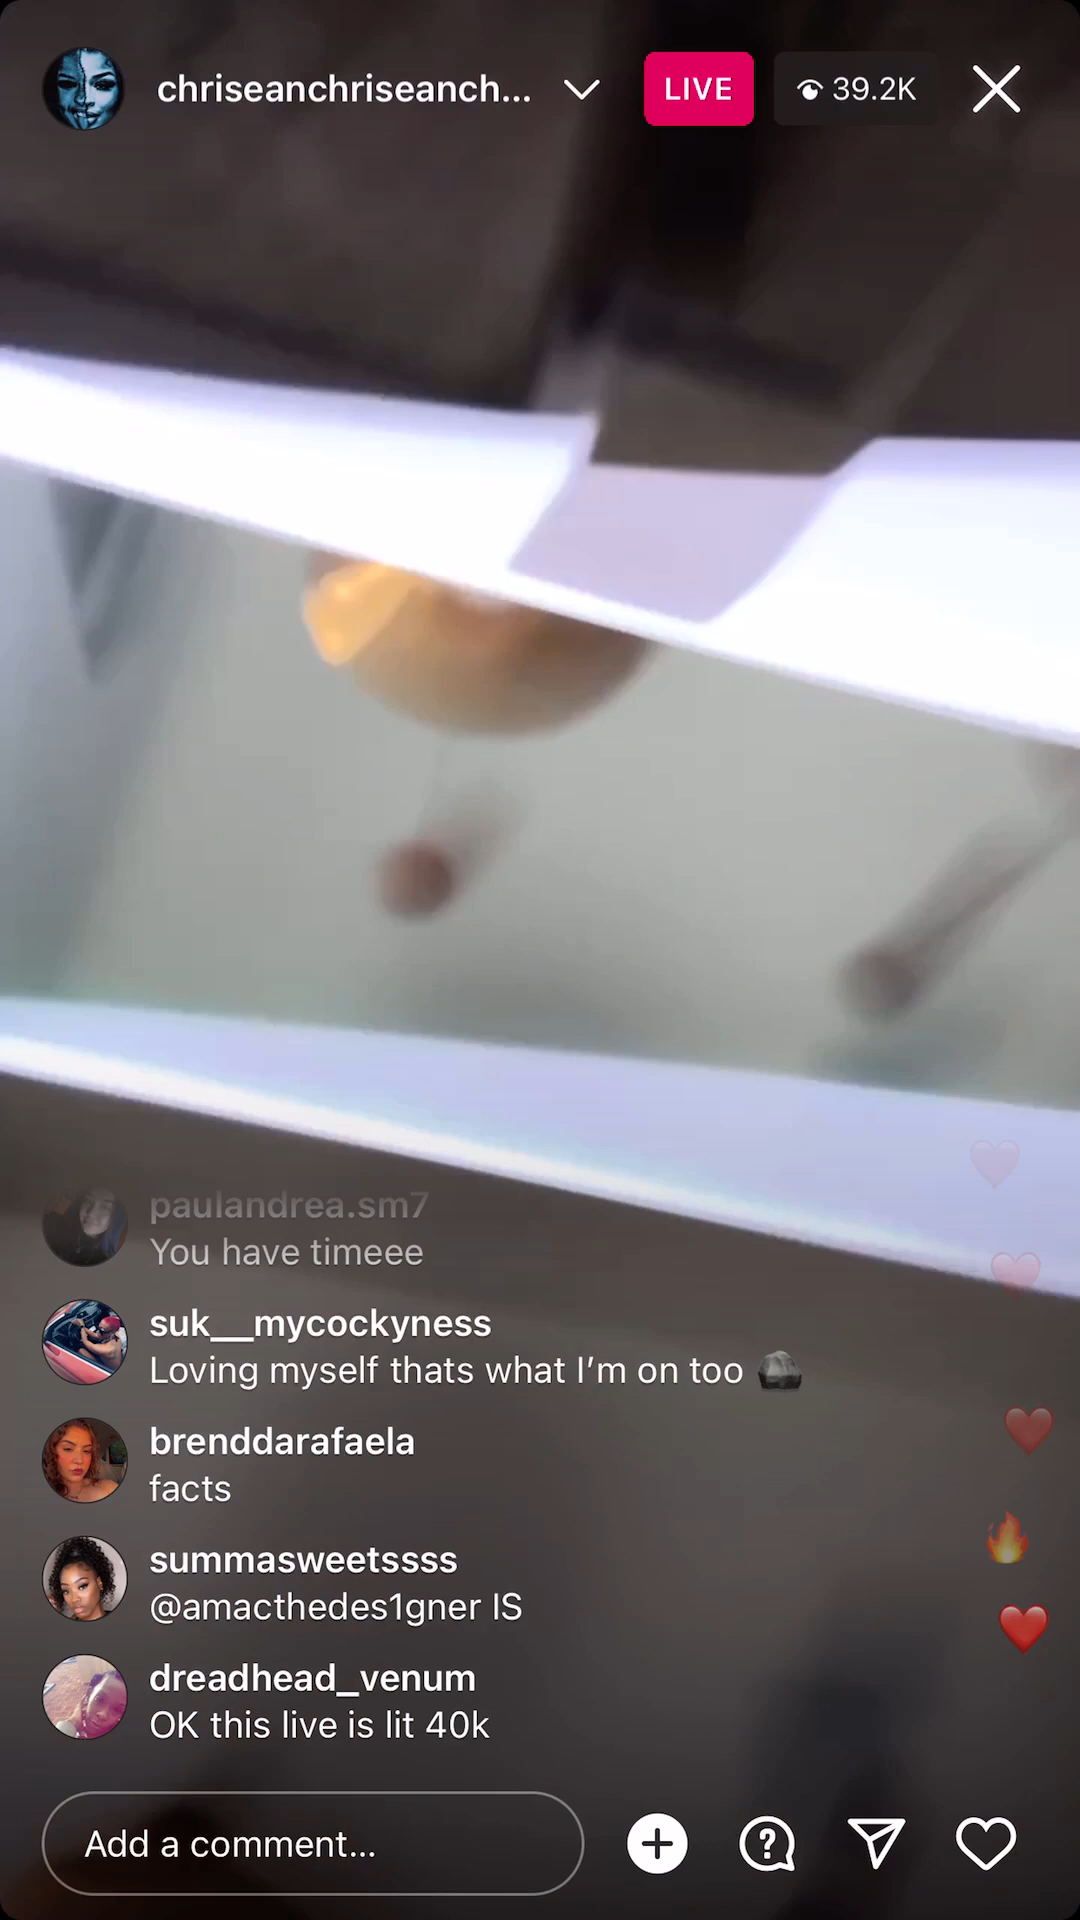 chriseanchriseanch...
LIVE
39.2K
paulandrea.sm7
You have timeee
suk__mycockyness
Loving myself thats what I’m on too
brenddarafaela
facts
summasweetssss
@amacthedes1gner IS
dreadhead_venum
OK this live is lit 40k
Add a comment...